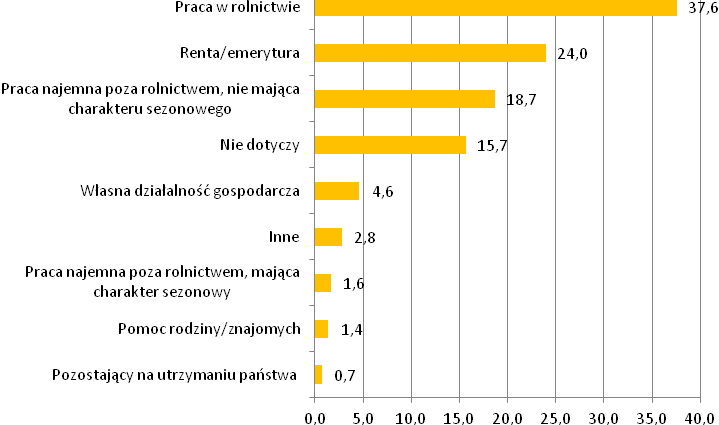 Praca w rolnictwie
37,6
Renta/emerytura
24,0
Praca najemna poza rolnictwem, nie mająca
charakteru sezonowego
18,7
Nie dotyczy
15,7
Własna działalność gospodarcza
4,6
Inne
2,8
Praca najemna poza rolnictwem, mająca
charakter sezonowy
1,6
Pomoc rodziny/znajomych
1,4
Pozostający na utrzymaniu państwa
0,7
0,0 5,0 10,0 15,0 20,0 25,0 30,0 35,0 40,0